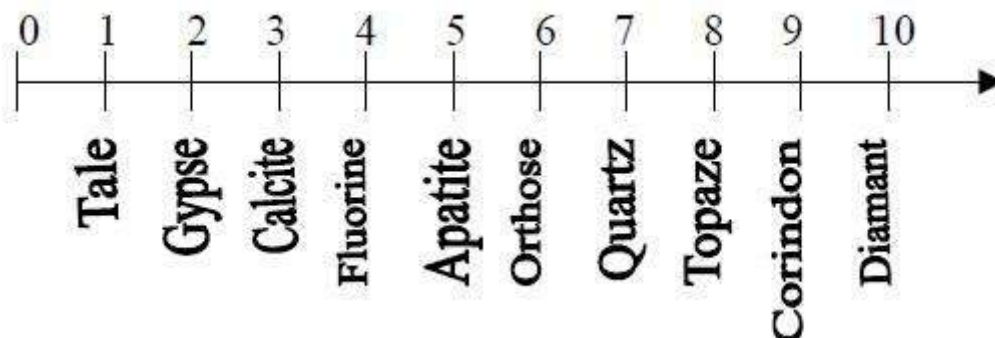 0 1 2 3 4 5 6 7 8 9 10
Tale
Gypse
Calcite
Fluorine
Apatite
Orthose
Quartz
Topaze
Corindon
Diamant